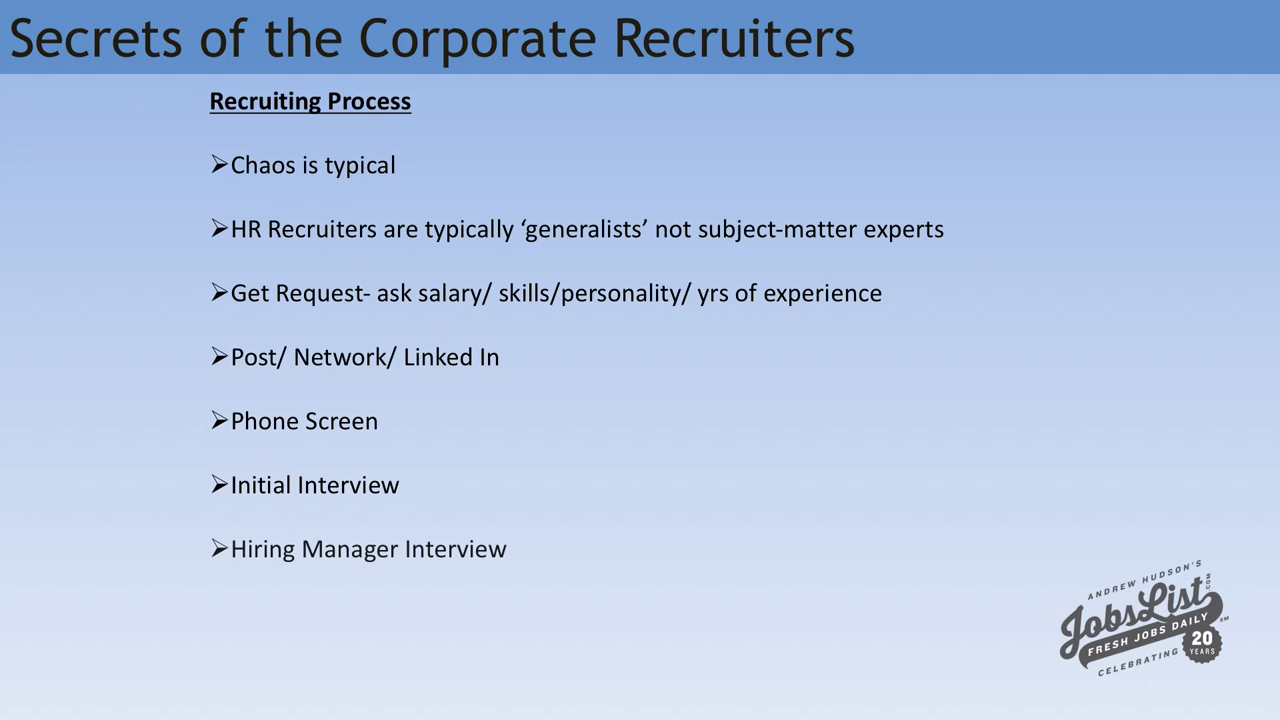 Secrets of the Corporate Recruiters
Recruiting Process
➢Chaos is typical
➢HR Recruiters are typically ‘generalists’ not subject-matter experts
➢Get Request- ask salary/ skills/personality/ yrs of experience
➢Post/ Network/ Linked In
➢Phone Screen
➢Initial Interview
➢Hiring Manager Interview
ANDREW HUDSON'S
JobsList.COM
FRESH JOBS DAILY SM
CELEBRATING 20 YEARS